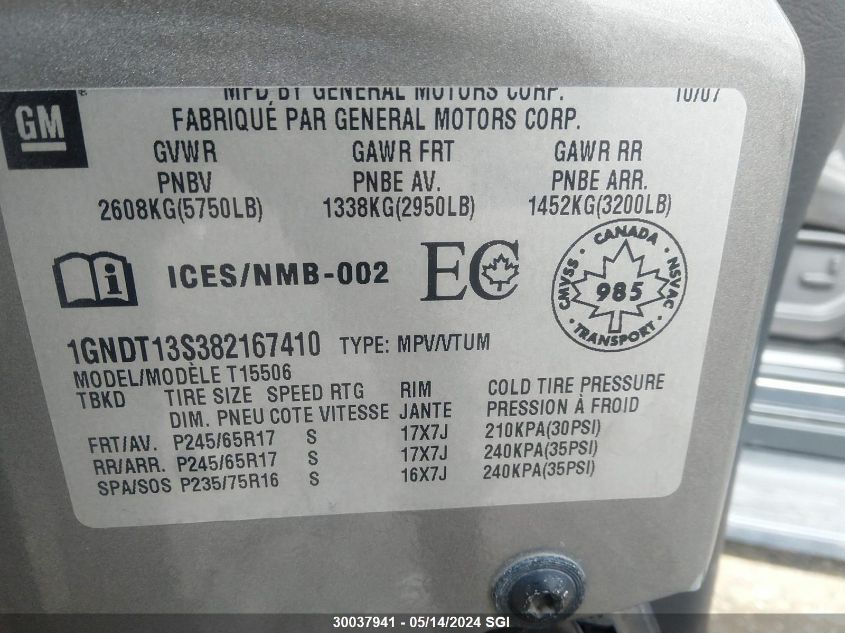 GM
MFD BY GENERAL MOTORS CORP. 10/07
FABRIQUÉ PAR GENERAL MOTORS CORP.
GVWR GAWR FRT GAWR RR
PNBV PNBE AV. PNBE ARR.
2608KG(5750LB) 1338KG(2950LB) 1452KG(3200LB)
ICES/NMB-002 EC
CANADA
CMVSS 985 NSVAC
TRANSPORT
1GNDT13S382167410 TYPE: MPV/VTUM
MODEL/MODÈLE T15506
TBKD TIRE SIZE SPEED RTG RIM COLD TIRE PRESSURE
DIM. PNEU COTE VITESSE JANTE PRESSION À FROID
FRT/AV. P245/65R17 S 17X7J 210KPA(30PSI)
RR/ARR. P245/65R17 S 17X7J 240KPA(35PSI)
SPA/SOS P235/75R16 S 16X7J 240KPA(35PSI)
30037941 - 05/14/2024 SGI